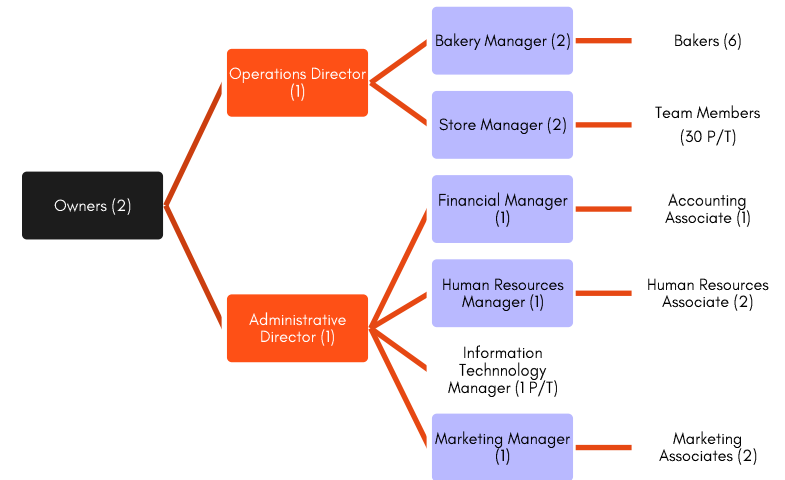 Owners (2)
Operations Director
(1)
Administrative
Director (1)
Bakery Manager (2)
Store Manager (2)
Financial Manager
(1)
Human Resources
Manager (1)
Information
Technnology
Manager (1 P/T)
Marketing Manager
(1)
Bakers (6)
Team Members
(30 P/T)
Accounting
Associate (1)
Human Resources
Associate (2)
Marketing
Associates (2)